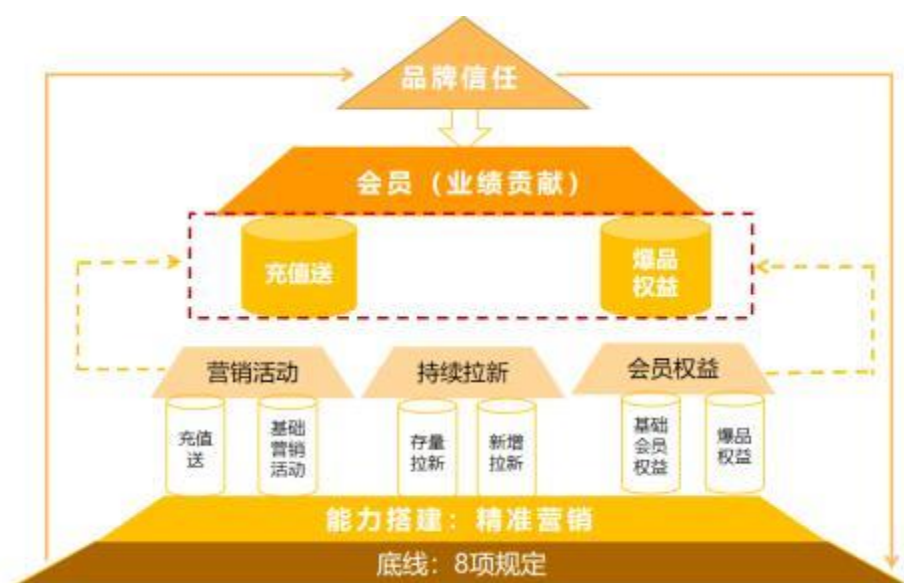 品牌信任
会员（业绩贡献）
充值送
爆品
权益
营销活动
持续拉新
会员权益
充值
送
基础
营销
活动
存量
拉新
新增
拉新
基础
会员
权益
爆品
权益
能力搭建：精准营销
底线：8项规定